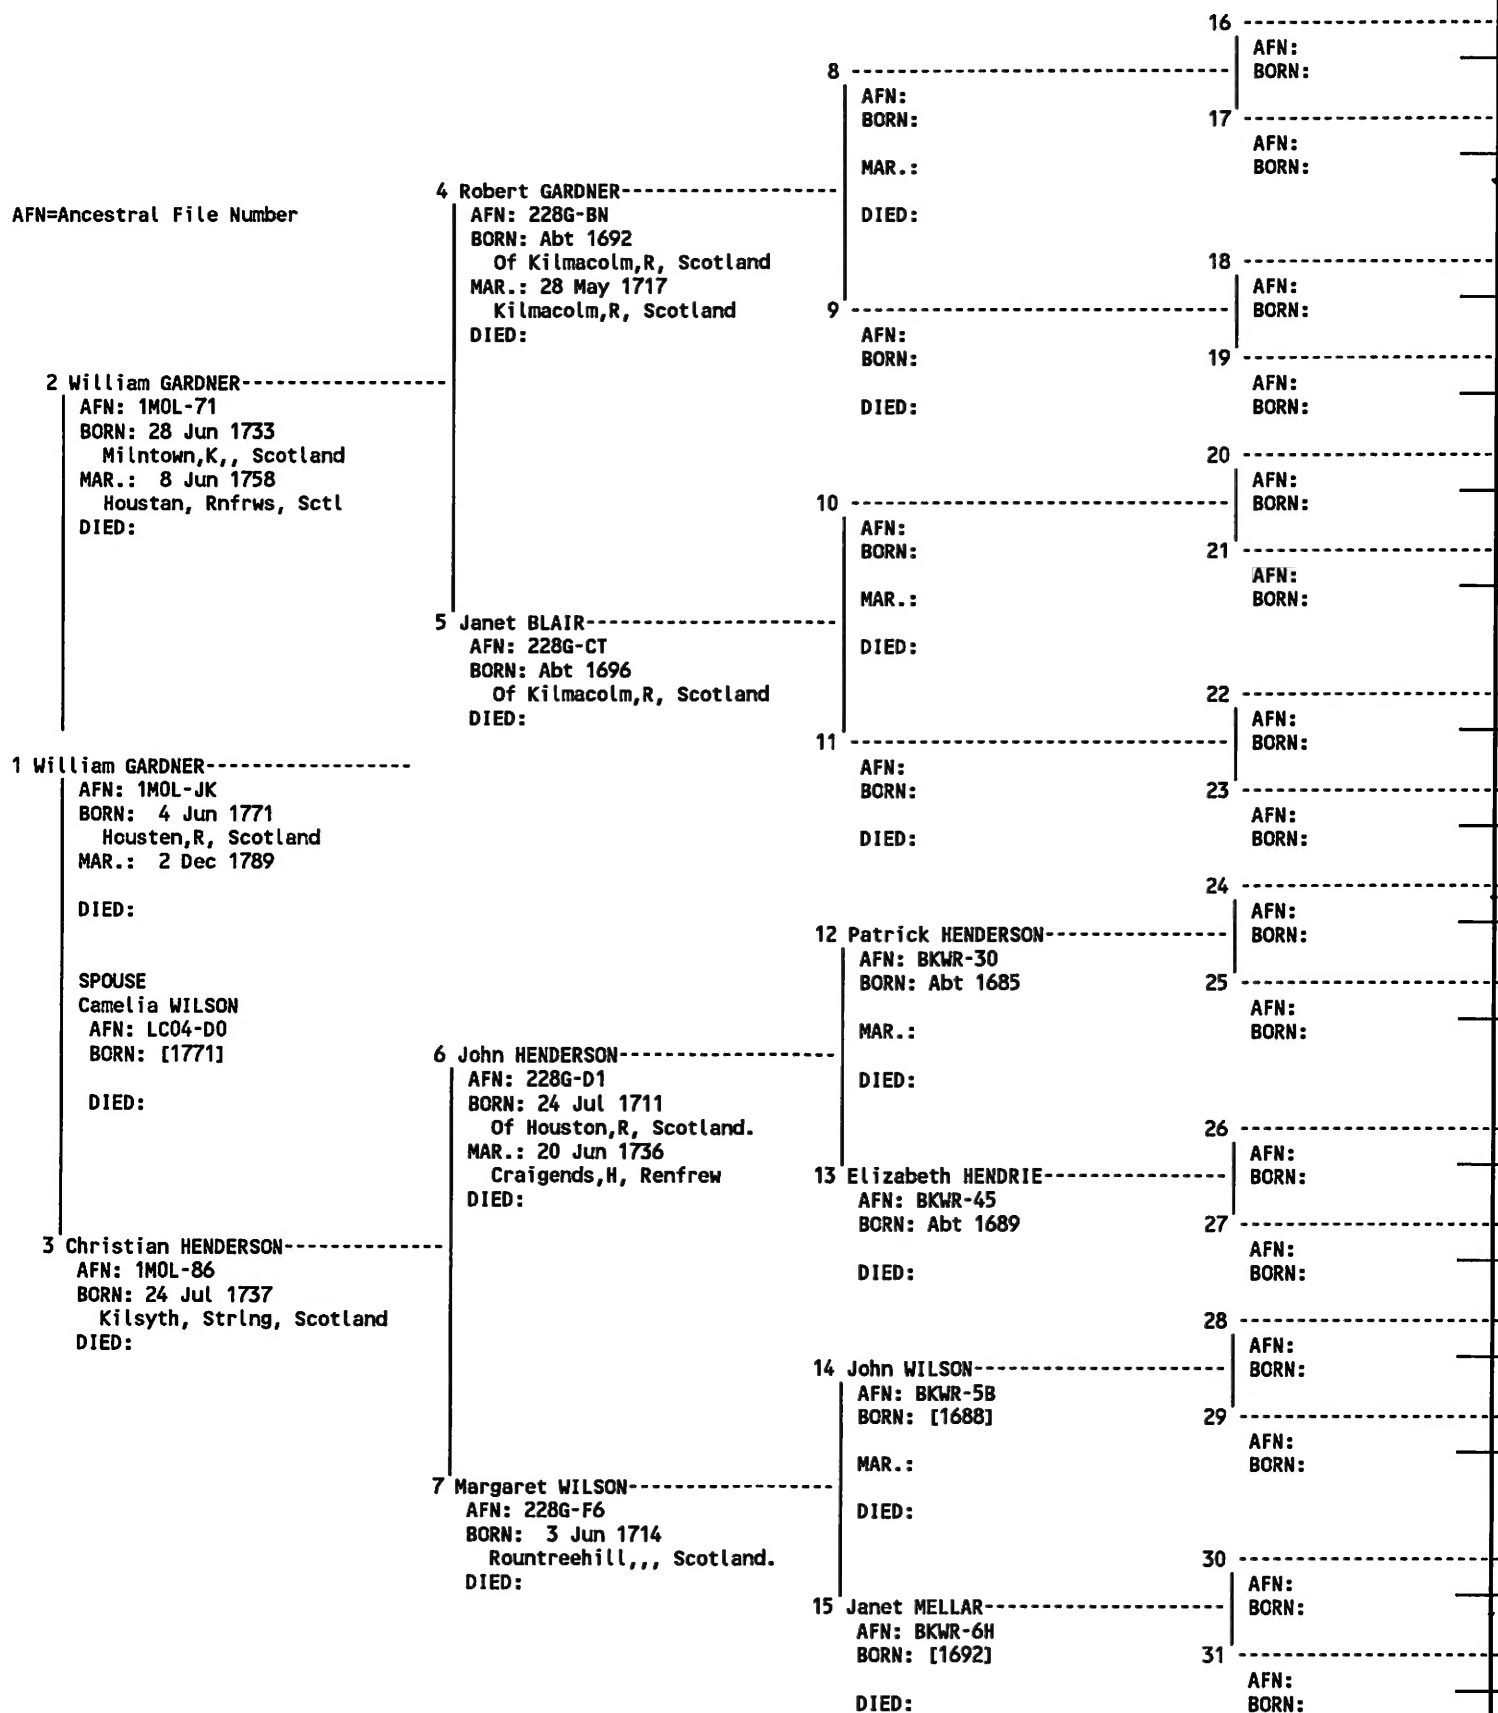 AFN=Ancestral File Number
1 William GARDNER
AFN: 1MOL-JK
BORN: 4 Jun 1771
Housten,R, Scotland
MAR.: 2 Dec 1789
DIED:
SPOUSE
Camelia WILSON
AFN: LC04-D0
BORN: [1771]
DIED:
2 William GARDNER
AFN: 1MOL-71
BORN: 28 Jun 1733
Milntown,K,, Scotland
MAR.: 8 Jun 1758
Houstan, Rnfrws, Sctl
DIED:
3 Christian HENDERSON
AFN: 1MOL-86
BORN: 24 Jul 1737
Kilsyth, Strlng, Scotland
DIED:
4 Robert GARDNER
AFN: 228G-BN
BORN: Abt 1692
Of Kilmacolm,R, Scotland
MAR.: 28 May 1717
Kilmacolm,R, Scotland
DIED:
5 Janet BLAIR
AFN: 228G-CT
BORN: Abt 1696
Of Kilmacolm,R, Scotland
DIED:
6 John HENDERSON
AFN: 228G-D1
BORN: 24 Jul 1711
Of Houston,R, Scotland.
MAR.: 20 Jun 1736
Craigends,H, Renfrew
DIED:
7 Margaret WILSON
AFN: 228G-F6
BORN: 3 Jun 1714
Rountreehill,,, Scotland.
DIED:
8
AFN:
BORN:
MAR.:
DIED:
9
AFN:
BORN:
DIED:
10
AFN:
BORN:
MAR.:
DIED:
11
AFN:
BORN:
DIED:
12 Patrick HENDERSON
AFN: BKWR-30
BORN: Abt 1685
MAR.:
DIED:
13 Elizabeth HENDRIE
AFN: BKWR-45
BORN: Abt 1689
DIED:
14 John WILSON
AFN: BKWR-5B
BORN: [1688]
MAR.:
DIED:
15 Janet MELLAR
AFN: BKWR-6H
BORN: [1692]
DIED:
16
AFN:
BORN:
17
AFN:
BORN:
18
AFN:
BORN:
19
AFN:
BORN:
20
AFN:
BORN:
21
AFN:
BORN:
22
AFN:
BORN:
23
AFN:
BORN:
24
AFN:
BORN:
25
AFN:
BORN:
26
AFN:
BORN:
27
AFN:
BORN:
28
AFN:
BORN:
29
AFN:
BORN:
30
AFN:
BORN:
31
AFN:
BORN: